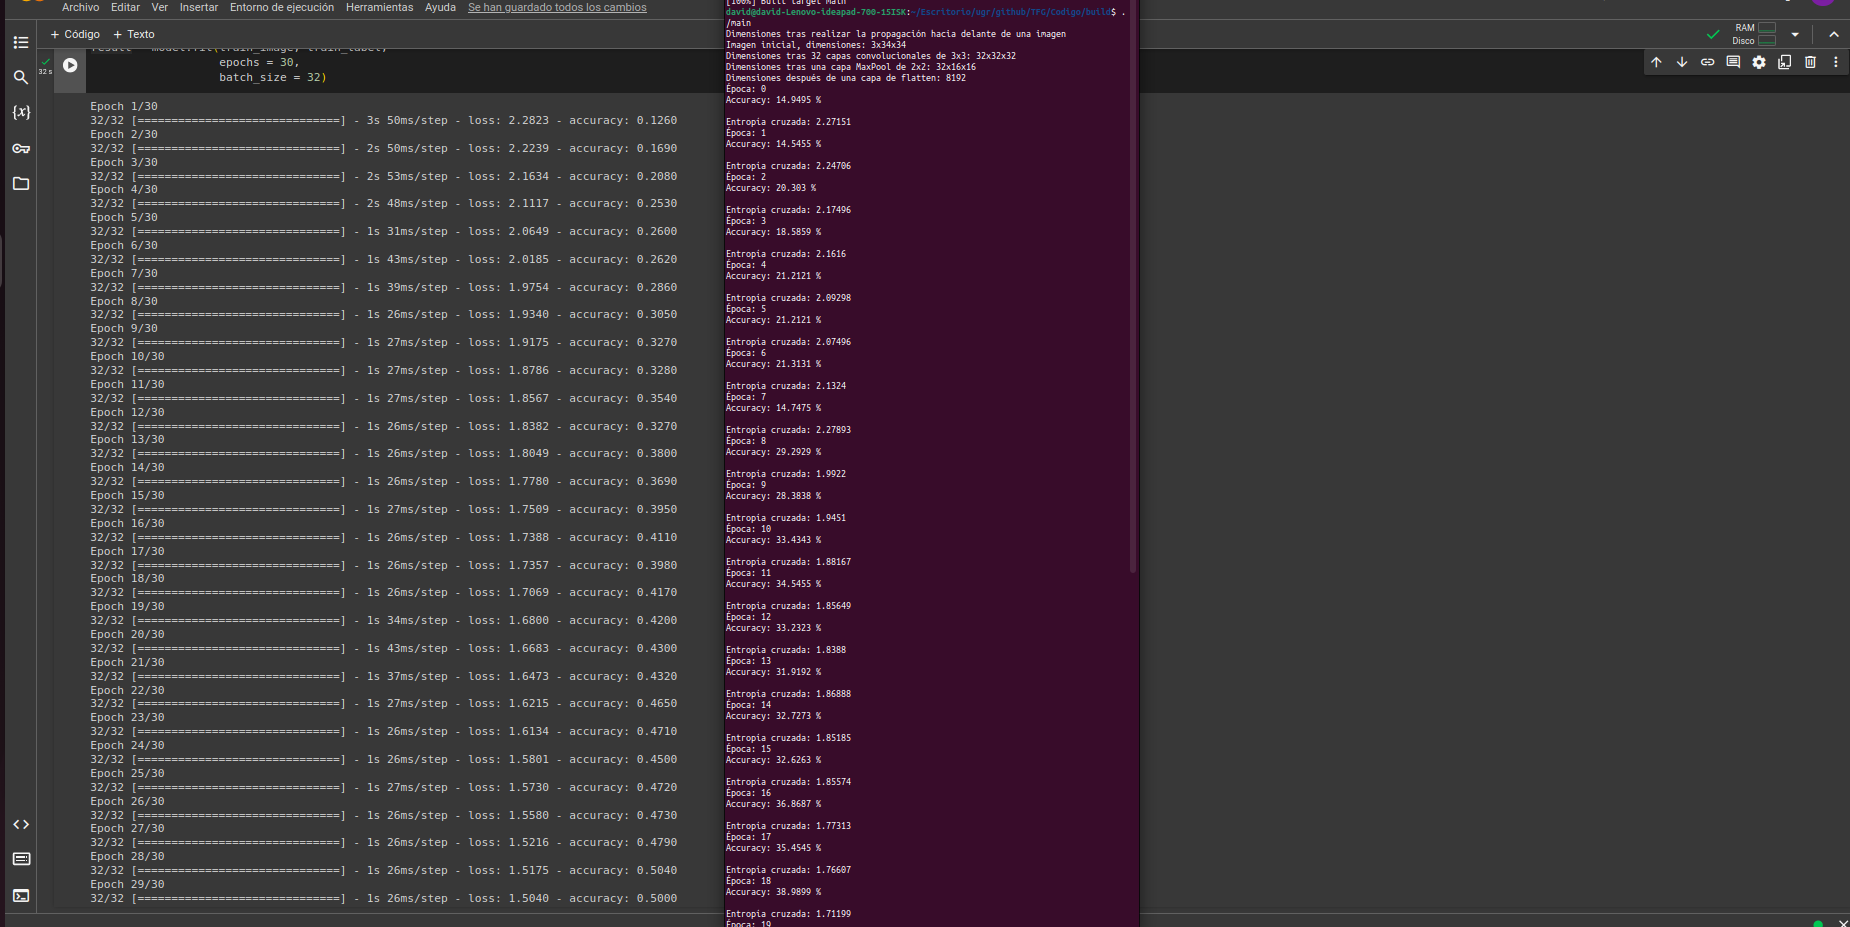 Archivo Editar Ver Insertar Entorno de ejecución Herramientas Ayuda Se han guardado todos los cambios
+ Código + Texto
RAM
Disco
32 s
result = model.fit(train_image, train_label,
epochs = 30,
batch_size = 32)
Epoch 1/30
32/32 [==============================] - 3s 50ms/step - loss: 2.2823 - accuracy: 0.1260
Epoch 2/30
32/32 [==============================] - 2s 50ms/step - loss: 2.2239 - accuracy: 0.1690
Epoch 3/30
32/32 [==============================] - 2s 53ms/step - loss: 2.1634 - accuracy: 0.2080
Epoch 4/30
32/32 [==============================] - 2s 48ms/step - loss: 2.1117 - accuracy: 0.2530
Epoch 5/30
32/32 [==============================] - 1s 31ms/step - loss: 2.0649 - accuracy: 0.2600
Epoch 6/30
32/32 [==============================] - 1s 43ms/step - loss: 2.0185 - accuracy: 0.2620
Epoch 7/30
32/32 [==============================] - 1s 39ms/step - loss: 1.9754 - accuracy: 0.2860
Epoch 8/30
32/32 [==============================] - 1s 26ms/step - loss: 1.9340 - accuracy: 0.3050
Epoch 9/30
32/32 [==============================] - 1s 27ms/step - loss: 1.9175 - accuracy: 0.3270
Epoch 10/30
32/32 [==============================] - 1s 27ms/step - loss: 1.8786 - accuracy: 0.3280
Epoch 11/30
32/32 [==============================] - 1s 27ms/step - loss: 1.8567 - accuracy: 0.3540
Epoch 12/30
32/32 [==============================] - 1s 26ms/step - loss: 1.8382 - accuracy: 0.3270
Epoch 13/30
32/32 [==============================] - 1s 26ms/step - loss: 1.8049 - accuracy: 0.3800
Epoch 14/30
32/32 [==============================] - 1s 26ms/step - loss: 1.7780 - accuracy: 0.3690
Epoch 15/30
32/32 [==============================] - 1s 27ms/step - loss: 1.7509 - accuracy: 0.3950
Epoch 16/30
32/32 [==============================] - 1s 26ms/step - loss: 1.7388 - accuracy: 0.4110
Epoch 17/30
32/32 [==============================] - 1s 26ms/step - loss: 1.7357 - accuracy: 0.3980
Epoch 18/30
32/32 [==============================] - 1s 26ms/step - loss: 1.7069 - accuracy: 0.4170
Epoch 19/30
32/32 [==============================] - 1s 34ms/step - loss: 1.6800 - accuracy: 0.4200
Epoch 20/30
32/32 [==============================] - 1s 43ms/step - loss: 1.6683 - accuracy: 0.4300
Epoch 21/30
32/32 [==============================] - 1s 37ms/step - loss: 1.6473 - accuracy: 0.4320
Epoch 22/30
32/32 [==============================] - 1s 27ms/step - loss: 1.6215 - accuracy: 0.4650
Epoch 23/30
32/32 [==============================] - 1s 26ms/step - loss: 1.6134 - accuracy: 0.4710
Epoch 24/30
32/32 [==============================] - 1s 26ms/step - loss: 1.5801 - accuracy: 0.4500
Epoch 25/30
32/32 [==============================] - 1s 27ms/step - loss: 1.5730 - accuracy: 0.4720
Epoch 26/30
32/32 [==============================] - 1s 26ms/step - loss: 1.5580 - accuracy: 0.4730
Epoch 27/30
32/32 [==============================] - 1s 26ms/step - loss: 1.5216 - accuracy: 0.4790
Epoch 28/30
32/32 [==============================] - 1s 26ms/step - loss: 1.5175 - accuracy: 0.5040
Epoch 29/30
32/32 [==============================] - 1s 26ms/step - loss: 1.5040 - accuracy: 0.5000
[100%] Built target Main
david@david-Lenovo-ideapad-700-15ISK:~/Escritorio/ugr/github/TFG/Codigo/build$ .
/main
Dimensiones tras realizar la propagación hacia delante de una imagen
Imagen inicial, dimensiones: 3x34x34
Dimensiones tras 32 capas convolucionales de 3x3: 32x32x32
Dimensiones tras una capa MaxPool de 2x2: 32x16x16
Dimensiones después de una capa de flatten: 8192
Época: 0
Accuracy: 14.9495 %
Entropía cruzada: 2.27151
Época: 1
Accuracy: 14.5455 %
Entropía cruzada: 2.24706
Época: 2
Accuracy: 20.303 %
Entropía cruzada: 2.17496
Época: 3
Accuracy: 18.5859 %
Entropía cruzada: 2.1616
Época: 4
Accuracy: 21.2121 %
Entropía cruzada: 2.09298
Época: 5
Accuracy: 21.2121 %
Entropía cruzada: 2.07496
Época: 6
Accuracy: 21.3131 %
Entropía cruzada: 2.1324
Época: 7
Accuracy: 14.7475 %
Entropía cruzada: 2.27893
Época: 8
Accuracy: 29.2929 %
Entropía cruzada: 1.9922
Época: 9
Accuracy: 28.3838 %
Entropía cruzada: 1.9451
Época: 10
Accuracy: 33.4343 %
Entropía cruzada: 1.88167
Época: 11
Accuracy: 34.5455 %
Entropía cruzada: 1.85649
Época: 12
Accuracy: 33.2323 %
Entropía cruzada: 1.8388
Época: 13
Accuracy: 31.9192 %
Entropía cruzada: 1.86888
Época: 14
Accuracy: 32.7273 %
Entropía cruzada: 1.85185
Época: 15
Accuracy: 32.6263 %
Entropía cruzada: 1.85574
Época: 16
Accuracy: 36.8687 %
Entropía cruzada: 1.77313
Época: 17
Accuracy: 35.4545 %
Entropía cruzada: 1.76607
Época: 18
Accuracy: 38.9899 %
Entropía cruzada: 1.71199
Época: 19